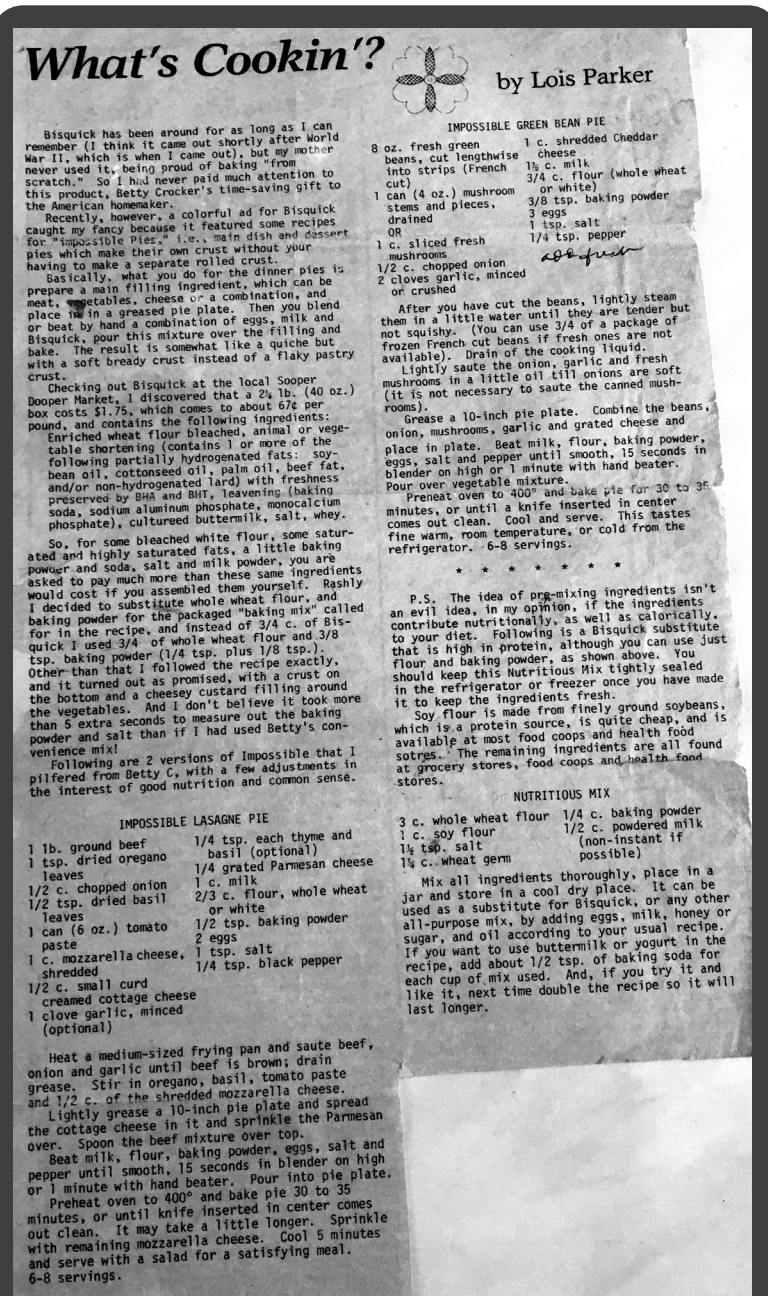 What's Cookin'?
by Lois Parker
Bisquick has been around for as long as I can
remember (I think it came out shortly after World
War II, which is when I came out), but my mother
never used it, being proud of baking "from
scratch." So I had never paid much attention to
this product, Betty Crocker's time-saving gift to
the American homemaker.
Recently, however, a colorful ad for Bisquick
caught my fancy because it featured some recipes
for "impossible Pies," i.e., main dish and dessert
pies which make their own crust without your
having to make a separate rolled crust.
Basically, what you do for the dinner pies is
prepare a main filling ingredient, which can be
meat, vegetables, cheese or a combination, and
place it in a greased pie plate. Then you blend
or beat by hand a combination of eggs, milk and
Bisquick, pour this mixture over the filling and
bake. The result is somewhat like a quiche but
with a soft bready crust instead of a flaky pastry
crust.
Checking out Bisquick at the local Sooper
Dooper Market, I discovered that a 2½ lb. (40 oz.)
box costs $1.75, which comes to about 67¢ per
pound, and contains the following ingredients:
Enriched wheat flour bleached, animal or vege-
table shortening (contains 1 or more of the
following partially hydrogenated fats: soy-
bean oil, cottonseed oil, palm oil, beef fat,
and/or non-hydrogenated lard) with freshness
preserved by BHA and BHT, leavening (baking
soda, sodium aluminum phosphate, monocalcium
phosphate), cultureed buttermilk, salt, whey.
So, for some bleached white flour, some satur-
ated and highly saturated fats, a little baking
powder and soda, salt and milk powder, you are
asked to pay much more than these same ingredients
would cost if you assembled them yourself. Rashly
I decided to substitute whole wheat flour, and
baking powder for the packaged "baking mix" called
for in the recipe, and instead of 3/4 c. of Bis-
quick I used 3/4 of whole wheat flour and 3/8
tsp. baking powder (1/4 tsp. plus 1/8 tsp.).
Other than that I followed the recipe exactly,
and it turned out as promised, with a crust on
the bottom and a cheesey custard filling around
the vegetables. And I don't believe it took more
than 5 extra seconds to measure out the baking
powder and salt than if I had used Betty's con-
venience mix!
Following are 2 versions of Impossible that I
pilfered from Betty C, with a few adjustments in
the interest of good nutrition and common sense.
IMPOSSIBLE LASAGNE PIE
1 lb. ground beef
1 tsp. dried oregano
leaves
1/2 c. chopped onion
1/2 tsp. dried basil
leaves
1 can (6 oz.) tomato
paste
1 c. mozzarella cheese,
shredded
1/2 c. small curd
creamed cottage cheese
1 clove garlic, minced
(optional)
1/4 tsp. each thyme and
basil (optional)
1/4 grated Parmesan cheese
1 c. milk
2/3 c. flour, whole wheat
or white
1/2 tsp. baking powder
2 eggs
1 tsp. salt
1/4 tsp. black pepper
Heat a medium-sized frying pan and saute beef,
onion and garlic until beef is brown; drain
grease. Stir in oregano, basil, tomato paste
and 1/2 c. of the shredded mozzarella cheese.
Lightly grease a 10-inch pie plate and spread
the cottage cheese in it and sprinkle the Parmesan
over. Spoon the beef mixture over top.
Beat milk, flour, baking powder, eggs, salt and
pepper until smooth, 15 seconds in blender on high
or 1 minute with hand beater. Pour into pie plate.
Preheat oven to 400° and bake pie 30 to 35
minutes, or until knife inserted in center comes
out clean. It may take a little longer. Sprinkle
with remaining mozzarella cheese. Cool 5 minutes
and serve with a salad for a satisfying meal.
6-8 servings.
IMPOSSIBLE GREEN BEAN PIE
8 oz. fresh green
beans, cut lengthwise
into strips (French
cut)
1 can (4 oz.) mushroom
stems and pieces,
drained
OR
1 c. sliced fresh
mushrooms
1/2 c. chopped onion
2 cloves garlic, minced
or crushed
1 c. shredded Cheddar
cheese
1½ c. milk
3/4 c. flour (whole wheat
or white)
3/8 tsp. baking powder
3 eggs
1 tsp. salt
1/4 tsp. pepper
After you have cut the beans, lightly steam
them in a little water until they are tender but
not squishy. (You can use 3/4 of a package of
frozen French cut beans if fresh ones are not
available). Drain of the cooking liquid.
Lightly saute the onion, garlic and fresh
mushrooms in a little oil till onions are soft
(it is not necessary to saute the canned mush-
rooms).
Grease a 10-inch pie plate. Combine the beans,
onion, mushrooms, garlic and grated cheese and
place in plate. Beat milk, flour, baking powder,
eggs, salt and pepper until smooth, 15 seconds in
blender on high or 1 minute with hand beater.
Pour over vegetable mixture.
Preheat oven to 400° and bake pie for 30 to 35
minutes, or until a knife inserted in center
comes out clean. Cool and serve. This tastes
fine warm, room temperature, or cold from the
refrigerator. 6-8 servings.
* * * * * * *
P.S. The idea of pre-mixing ingredients isn't
an evil idea, in my opinion, if the ingredients
contribute nutritionally, as well as calorically,
to your diet. Following is a Bisquick substitute
that is high in protein, although you can use just
flour and baking powder, as shown above. You
should keep this Nutritious Mix tightly sealed
in the refrigerator or freezer once you have made
it to keep the ingredients fresh.
Soy flour is made from finely ground soybeans,
which is a protein source, is quite cheap, and is
available at most food coops and health food
sotres. The remaining ingredients are all found
at grocery stores, food coops and health food
stores.
NUTRITIOUS MIX
3 c. whole wheat flour
1 c. soy flour
1½ tsp. salt
1¼ c. wheat germ
1/4 c. baking powder
1/2 c. powdered milk
(non-instant if
possible)
Mix all ingredients thoroughly, place in a
jar and store in a cool dry place. It can be
used as a substitute for Bisquick, or any other
all-purpose mix, by adding eggs, milk, honey or
sugar, and oil according to your usual recipe.
If you want to use buttermilk or yogurt in the
recipe, add about 1/2 tsp. of baking soda for
each cup of mix used. And, if you try it and
like it, next time double the recipe so it will
last longer.